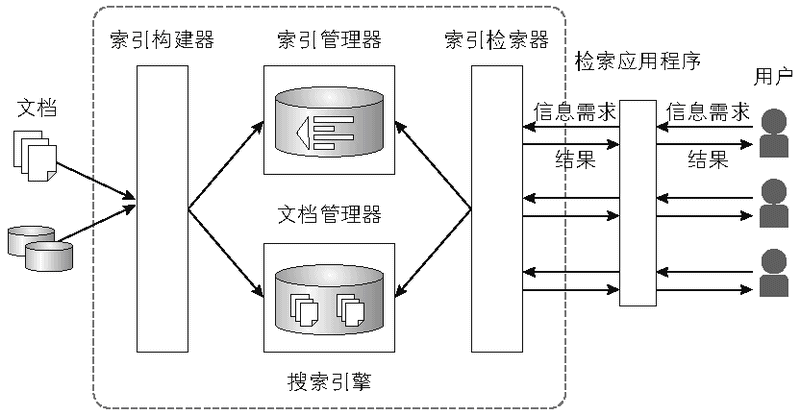 索引构建器
索引管理器
索引检索器
检索应用程序
用户
文档
信息需求
信息需求
结果
结果
文档管理器
搜索引擎